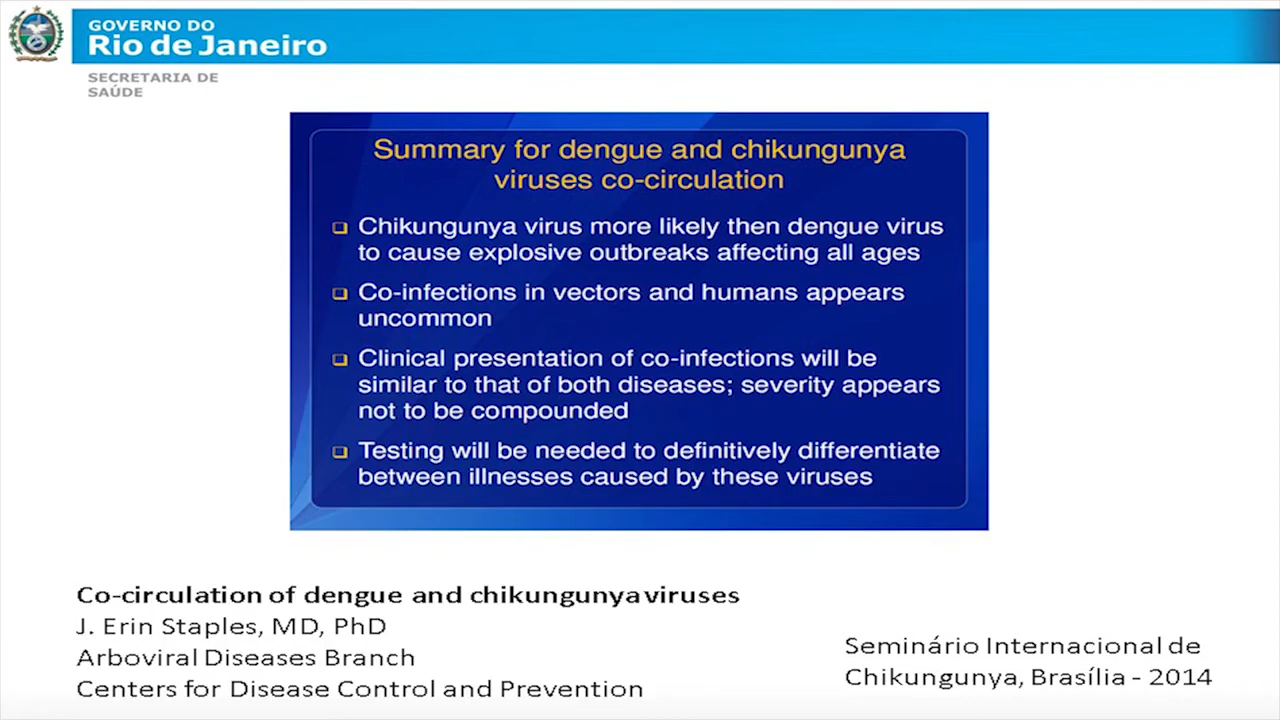 GOVERNO DO
Rio de Janeiro
SECRETARIA DE
SAÚDE
Summary for dengue and chikungunya
viruses co-circulation
Chikungunya virus more likely then dengue virus
to cause explosive outbreaks affecting all ages
Co-infections in vectors and humans appears
uncommon
Clinical presentation of co-infections will be
similar to that of both diseases; severity appears
not to be compounded
Testing will be needed to definitively differentiate
between illnesses caused by these viruses
Co-circulation of dengue and chikungunya viruses
J. Erin Staples, MD, PhD
Arboviral Diseases Branch
Centers for Disease Control and Prevention
Seminário Internacional de
Chikungunya, Brasília - 2014